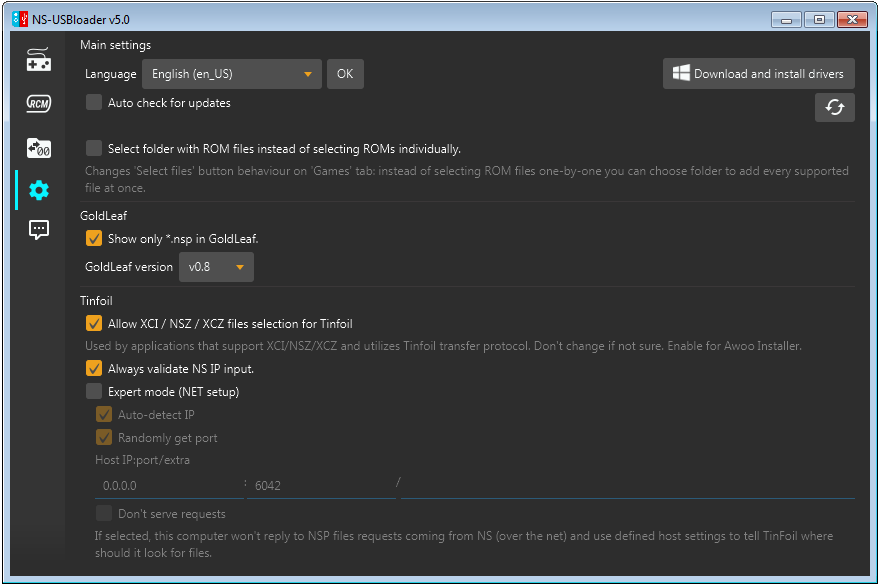 NS-USBloader v5.0
Main settings
Language English (en_US) OK Download and install drivers
Auto check for updates
RCM
Select folder with ROM files instead of selecting ROMs individually.
00
Changes 'Select files' button behaviour on 'Games' tab: instead of selecting ROM files one-by-one you can choose folder to add every supported
file at once.
GoldLeaf
Show only *.nsp in GoldLeaf.
GoldLeaf version v0.8
Tinfoil
Allow XCI / NSZ / XCZ files selection for Tinfoil
Used by applications that support XCI/NSZ/XCZ and utilizes Tinfoil transfer protocol. Don't change if not sure. Enable for Awoo Installer.
Always validate NS IP input.
Expert mode (NET setup)
Auto-detect IP
Randomly get port
Host IP:port/extra
0.0.0.0 : 6042 /
Don't serve requests
If selected, this computer won't reply to NSP files requests coming from NS (over the net) and use defined host settings to tell TinFoil where
should it look for files.